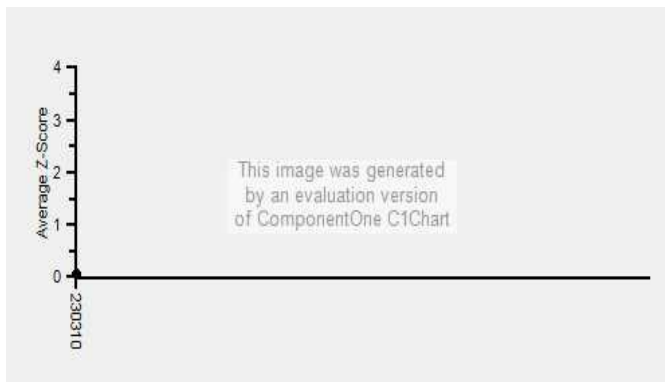 4
3
2
1
0
Average Z-Score
This image was generated
by an evaluation version
of ComponentOne C1Chart
230310